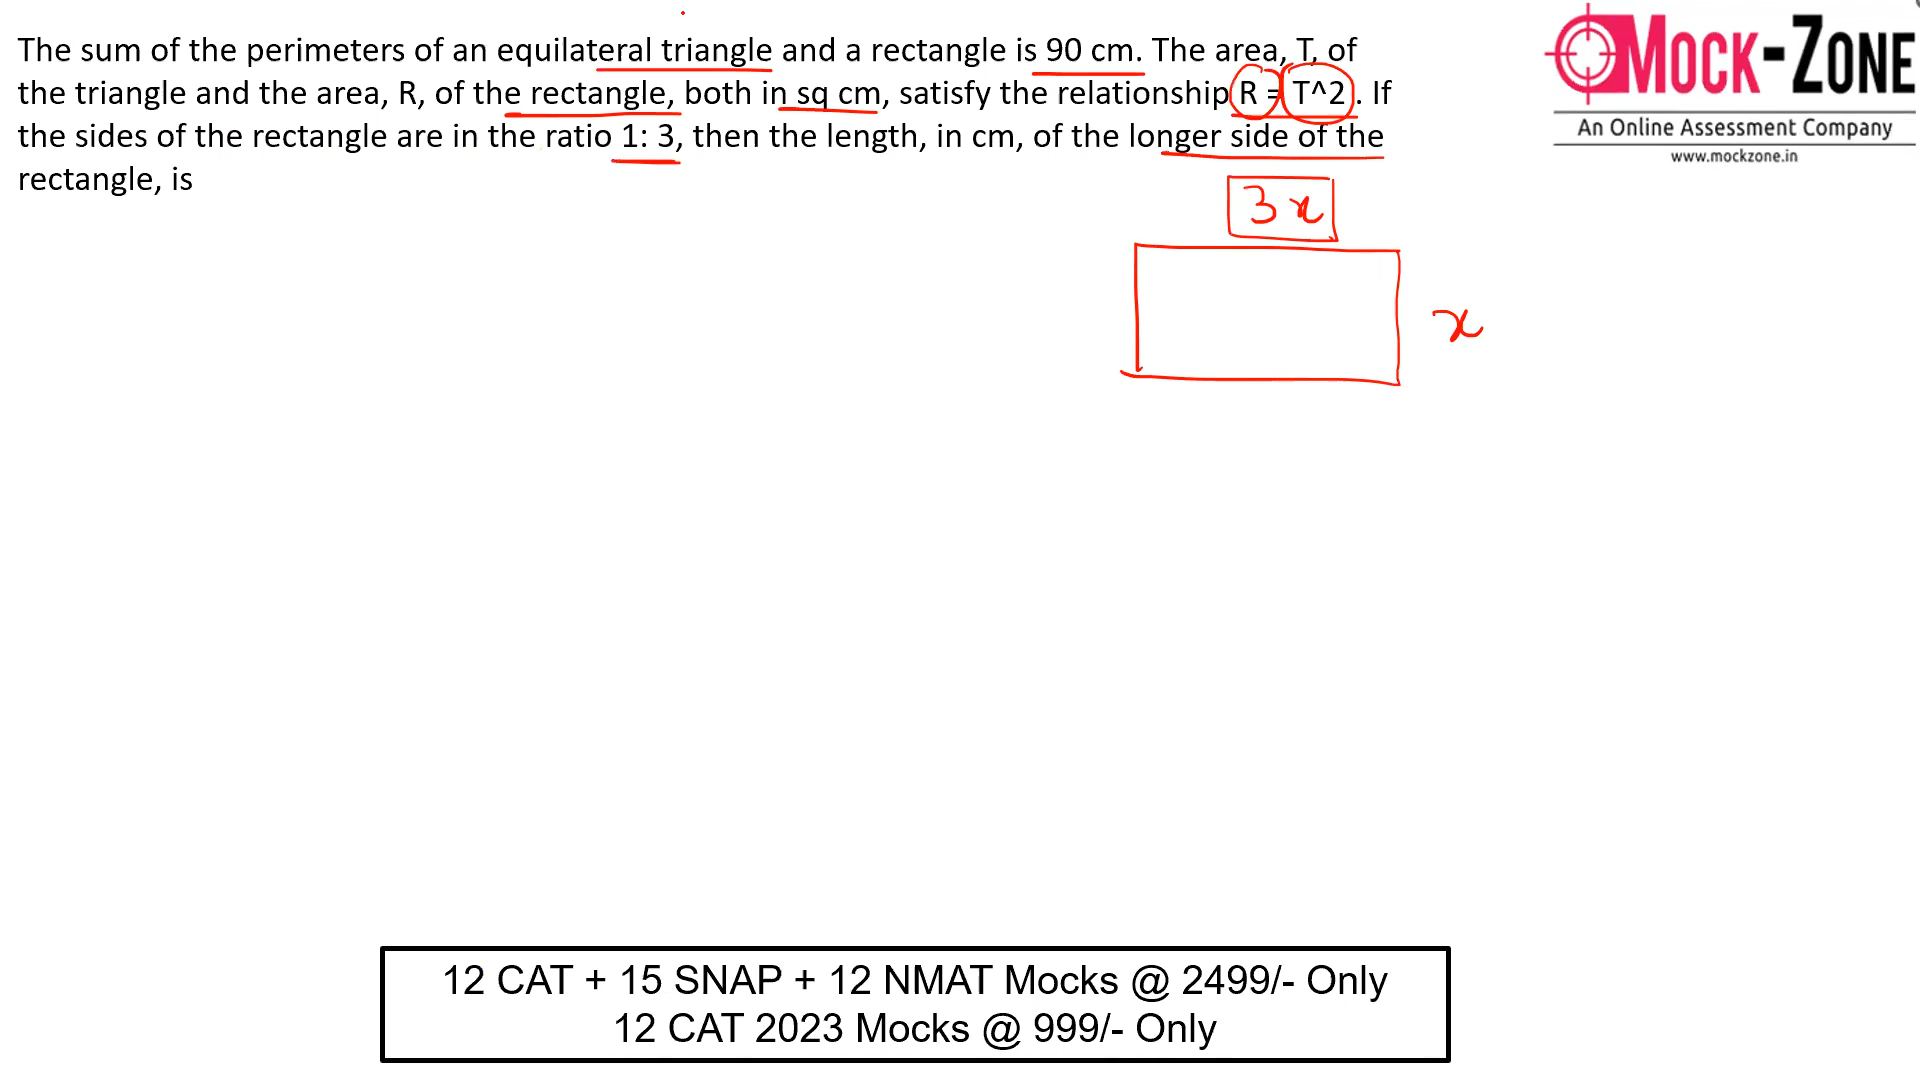 The sum of the perimeters of an equilateral triangle and a rectangle is 90 cm. The area, T, of
the triangle and the area, R, of the rectangle, both in sq cm, satisfy the relationship R = T^2 . If
the sides of the rectangle are in the ratio 1: 3, then the length, in cm, of the longer side of the
rectangle, is
MOCK-ZONE
An Online Assessment Company
www.mockzone.in
3x
x
12 CAT + 15 SNAP + 12 NMAT Mocks @ 2499/- Only
12 CAT 2023 Mocks @ 999/- Only